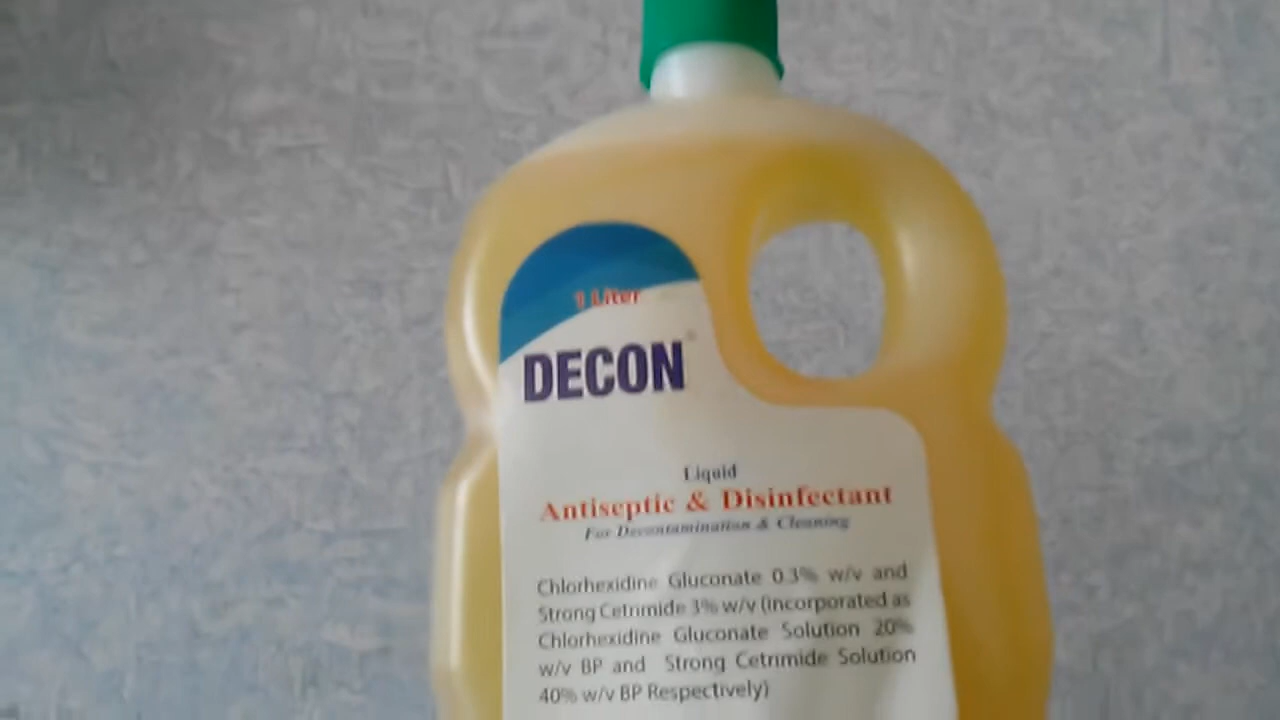 1 Liter
DECON
Liquid
Antiseptic & Disinfectant
For Decontamination & Cleaning
Chlorhexidine Gluconate 0.3% w/v and
Strong Cetrimide 3% w/v (incorporated as
Chlorhexidine Gluconate Solution 20%
w/v BP and Strong Cetrimide Solution
40% w/v BP Respectively)